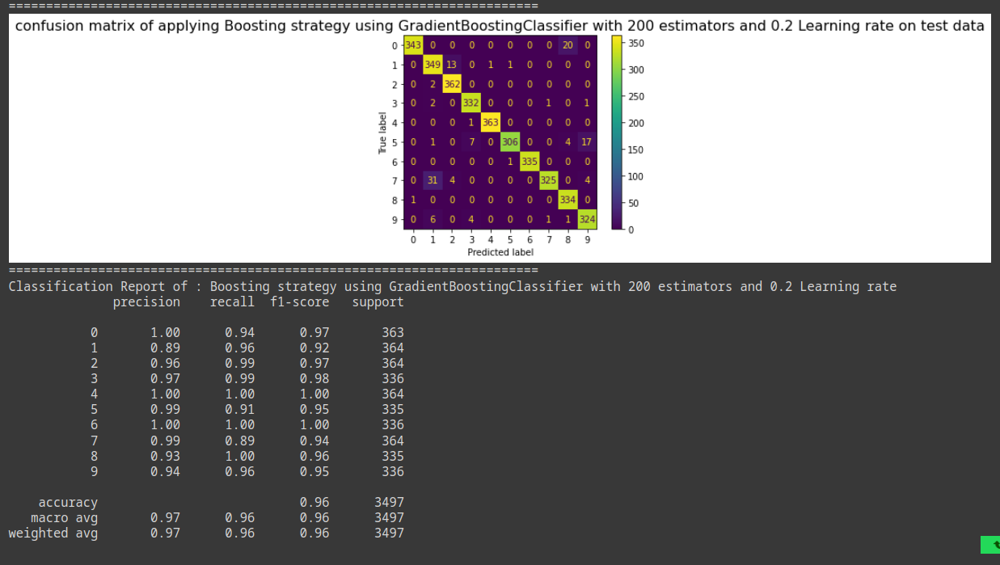 =======================================================================
confusion matrix of applying Boosting strategy using GradientBoostingClassifier with 200 estimators and 0.2 Learning rate on test data
True label
0 343 0 0 0 0 0 0 0 20 0
1 0 349 13 0 1 1 0 0 0 0
2 0 2 362 0 0 0 0 0 0 0
3 0 2 0 332 0 0 0 1 0 1
4 0 0 0 1 363 0 0 0 0 0
5 0 1 0 7 0 306 0 0 4 17
6 0 0 0 0 0 1 335 0 0 0
7 0 31 4 0 0 0 0 325 0 4
8 1 0 0 0 0 0 0 0 334 0
9 0 6 0 4 0 0 0 1 1 324
0 1 2 3 4 5 6 7 8 9
Predicted label
350
300
250
200
150
100
50
0
=======================================================================
Classification Report of : Boosting strategy using GradientBoostingClassifier with 200 estimators and 0.2 Learning rate
precision recall f1-score support
0 1.00 0.94 0.97 363
1 0.89 0.96 0.92 364
2 0.96 0.99 0.97 364
3 0.97 0.99 0.98 336
4 1.00 1.00 1.00 364
5 0.99 0.91 0.95 335
6 1.00 1.00 1.00 336
7 0.99 0.89 0.94 364
8 0.93 1.00 0.96 335
9 0.94 0.96 0.95 336
accuracy 0.96 3497
macro avg 0.97 0.96 0.96 3497
weighted avg 0.97 0.96 0.96 3497